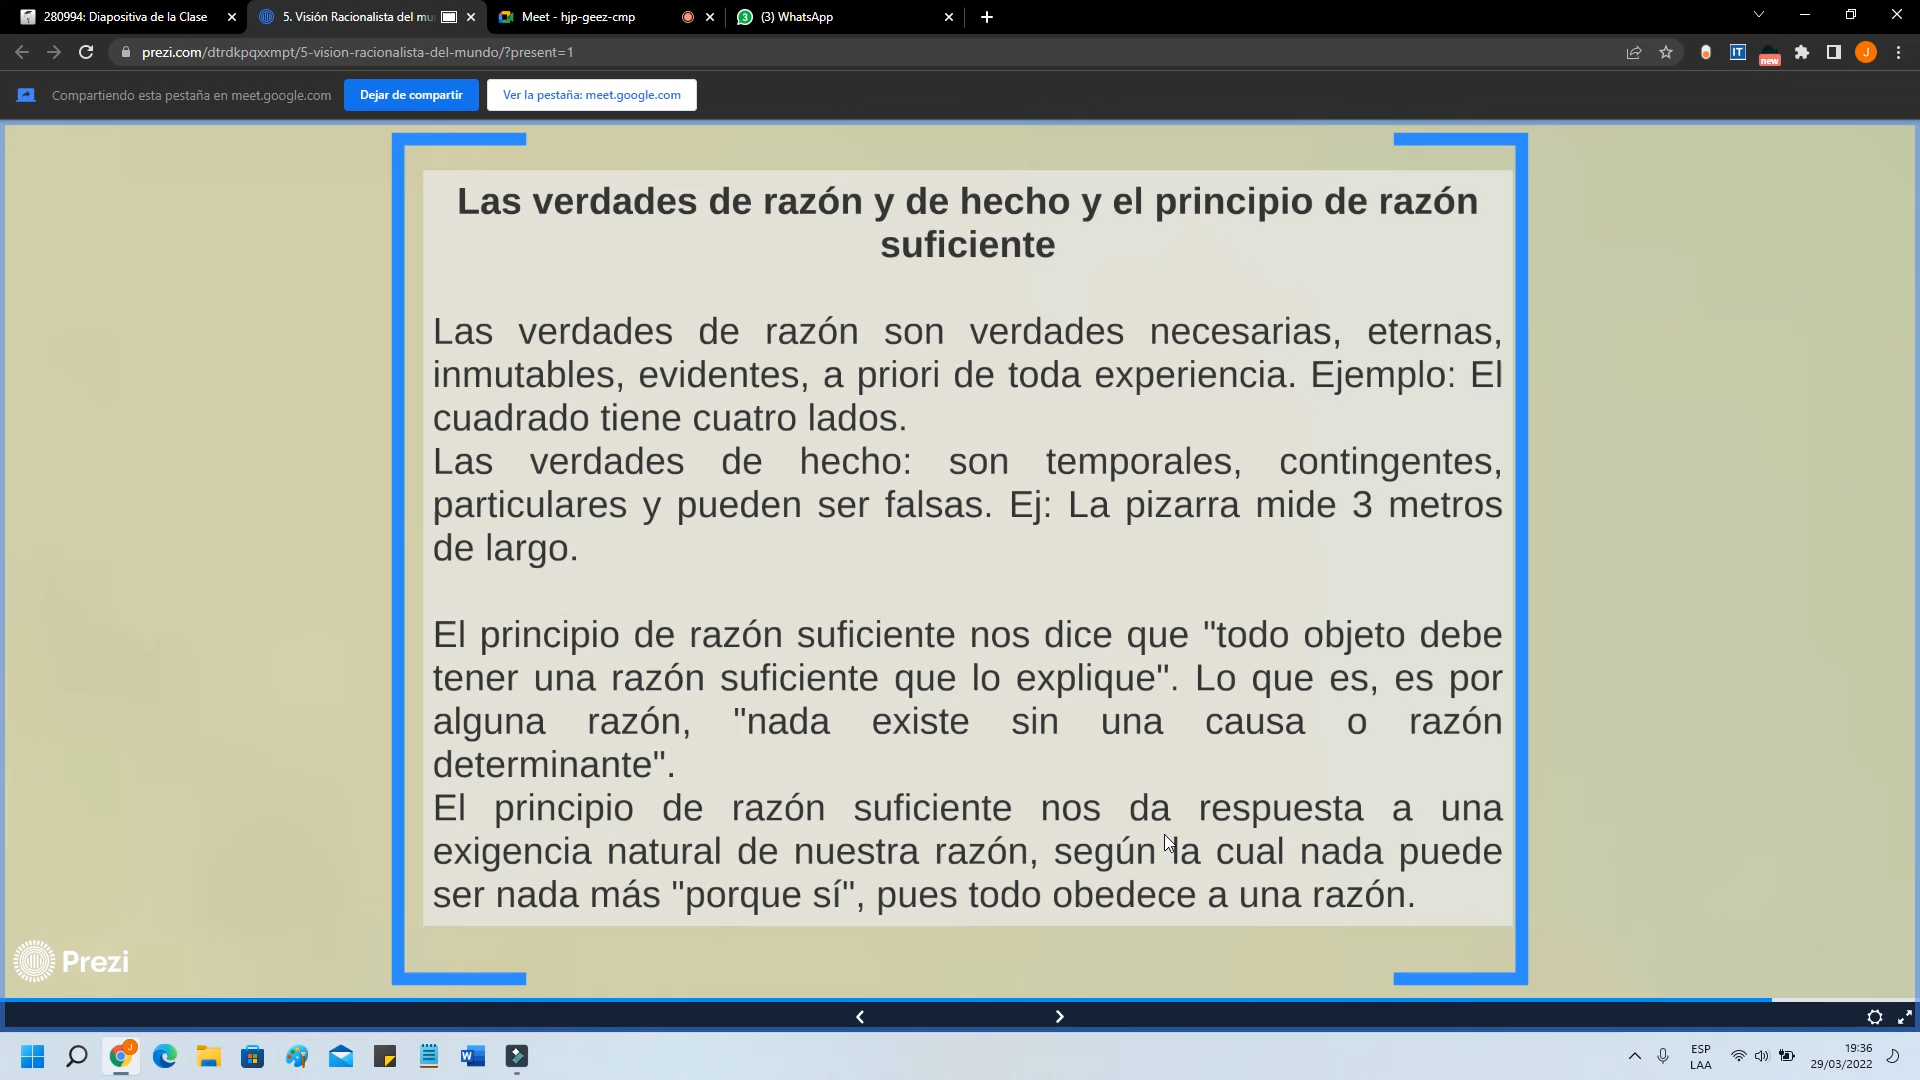 280994: Diapositiva de la Clase
5. Visión Racionalista del mu
Meet - hjp-geez-cmp
(3) WhatsApp
prezi.com/dtrdkpqxxmpt/5-vision-racionalista-del-mundo/?present=1
IT
new
J
Compartiendo esta pestaña en meet.google.com
Dejar de compartir
Ver la pestaña: meet.google.com
Las verdades de razón y de hecho y el principio de razón
suficiente
Las verdades de razón son verdades necesarias, eternas,
inmutables, evidentes, a priori de toda experiencia. Ejemplo: El
cuadrado tiene cuatro lados.
Las verdades de hecho: son temporales, contingentes,
particulares y pueden ser falsas. Ej: La pizarra mide 3 metros
de largo.
El principio de razón suficiente nos dice que "todo objeto debe
tener una razón suficiente que lo explique". Lo que es, es por
alguna razón, "nada existe sin una causa o razón
determinante".
El principio de razón suficiente nos da respuesta a una
exigencia natural de nuestra razón, según la cual nada puede
ser nada más "porque sí", pues todo obedece a una razón.
Prezi
ESP
LAA
19:36
29/03/2022